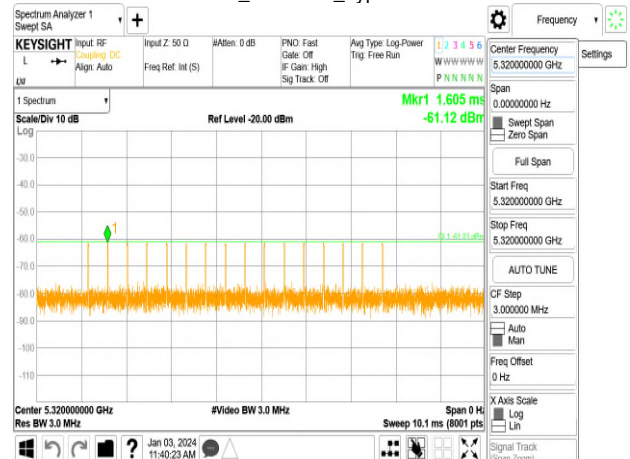 Spectrum Analyzer 1
Swept SA
+
Frequency
KEYSIGHT
L
Input: RF
Coupling: DC
Align: Auto
Input Z: 50 Ω
Freq Ref: Int (S)
#Atten: 0 dB
PNO: Fast
Gate: Off
IF Gain: High
Sig Track: Off
Avg Type: Log-Power
Trig: Free Run
1 2 3 4 5 6
W W W W W W
P N N N N N
1 Spectrum
Scale/Div 10 dB
Ref Level -20.00 dBm
Mkr1 1.605 ms
-61.12 dBm
Log
-30.0
-40.0
-50.0
-60.0
-70.0
-80.0
-90.0
-100
-110
1
Center 5.320000000 GHz
Res BW 3.0 MHz
#Video BW 3.0 MHz
Span 0 Hz
Sweep 10.1 ms (8001 pts)
?
Jan 03, 2024
11:40:23 AM
Center Frequency
5.320000000 GHz
Settings
Span
0.00000000 Hz
Swept Span
Zero Span
Full Span
Start Freq
5.320000000 GHz
Stop Freq
5.320000000 GHz
AUTO TUNE
CF Step
3.000000 MHz
Auto
Man
Freq Offset
0 Hz
X Axis Scale
Log
Lin
Signal Track
(Span Zoom)